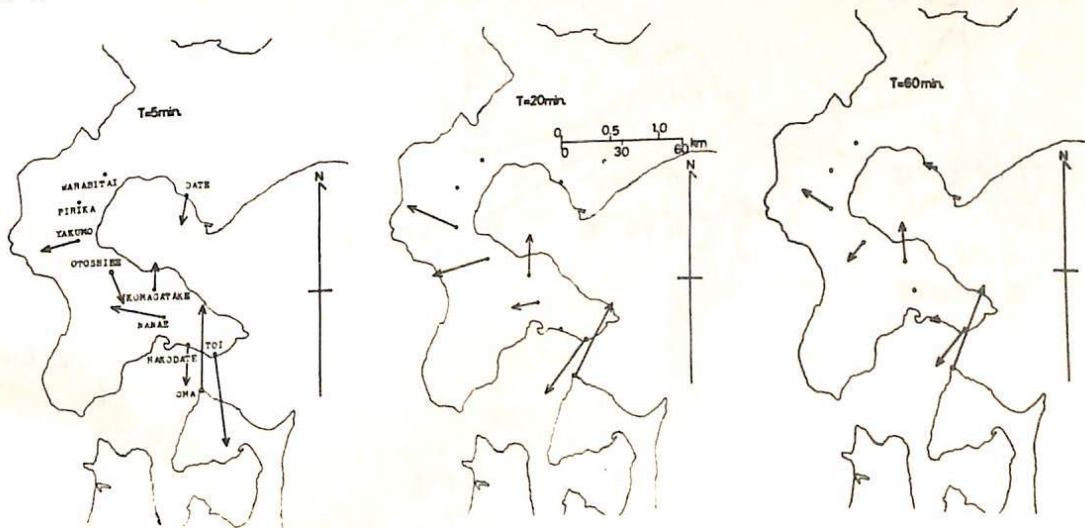 T=5min.
WARABITAI
DATE
PIRIKA
YAKUMO
OTOSHIBE
KOMAGATAKE
NANAE
HAKODATE
TOI
OMA
N
T=20min.
0 0,5 1,0
0 30 60 km
N
T=60min.
N